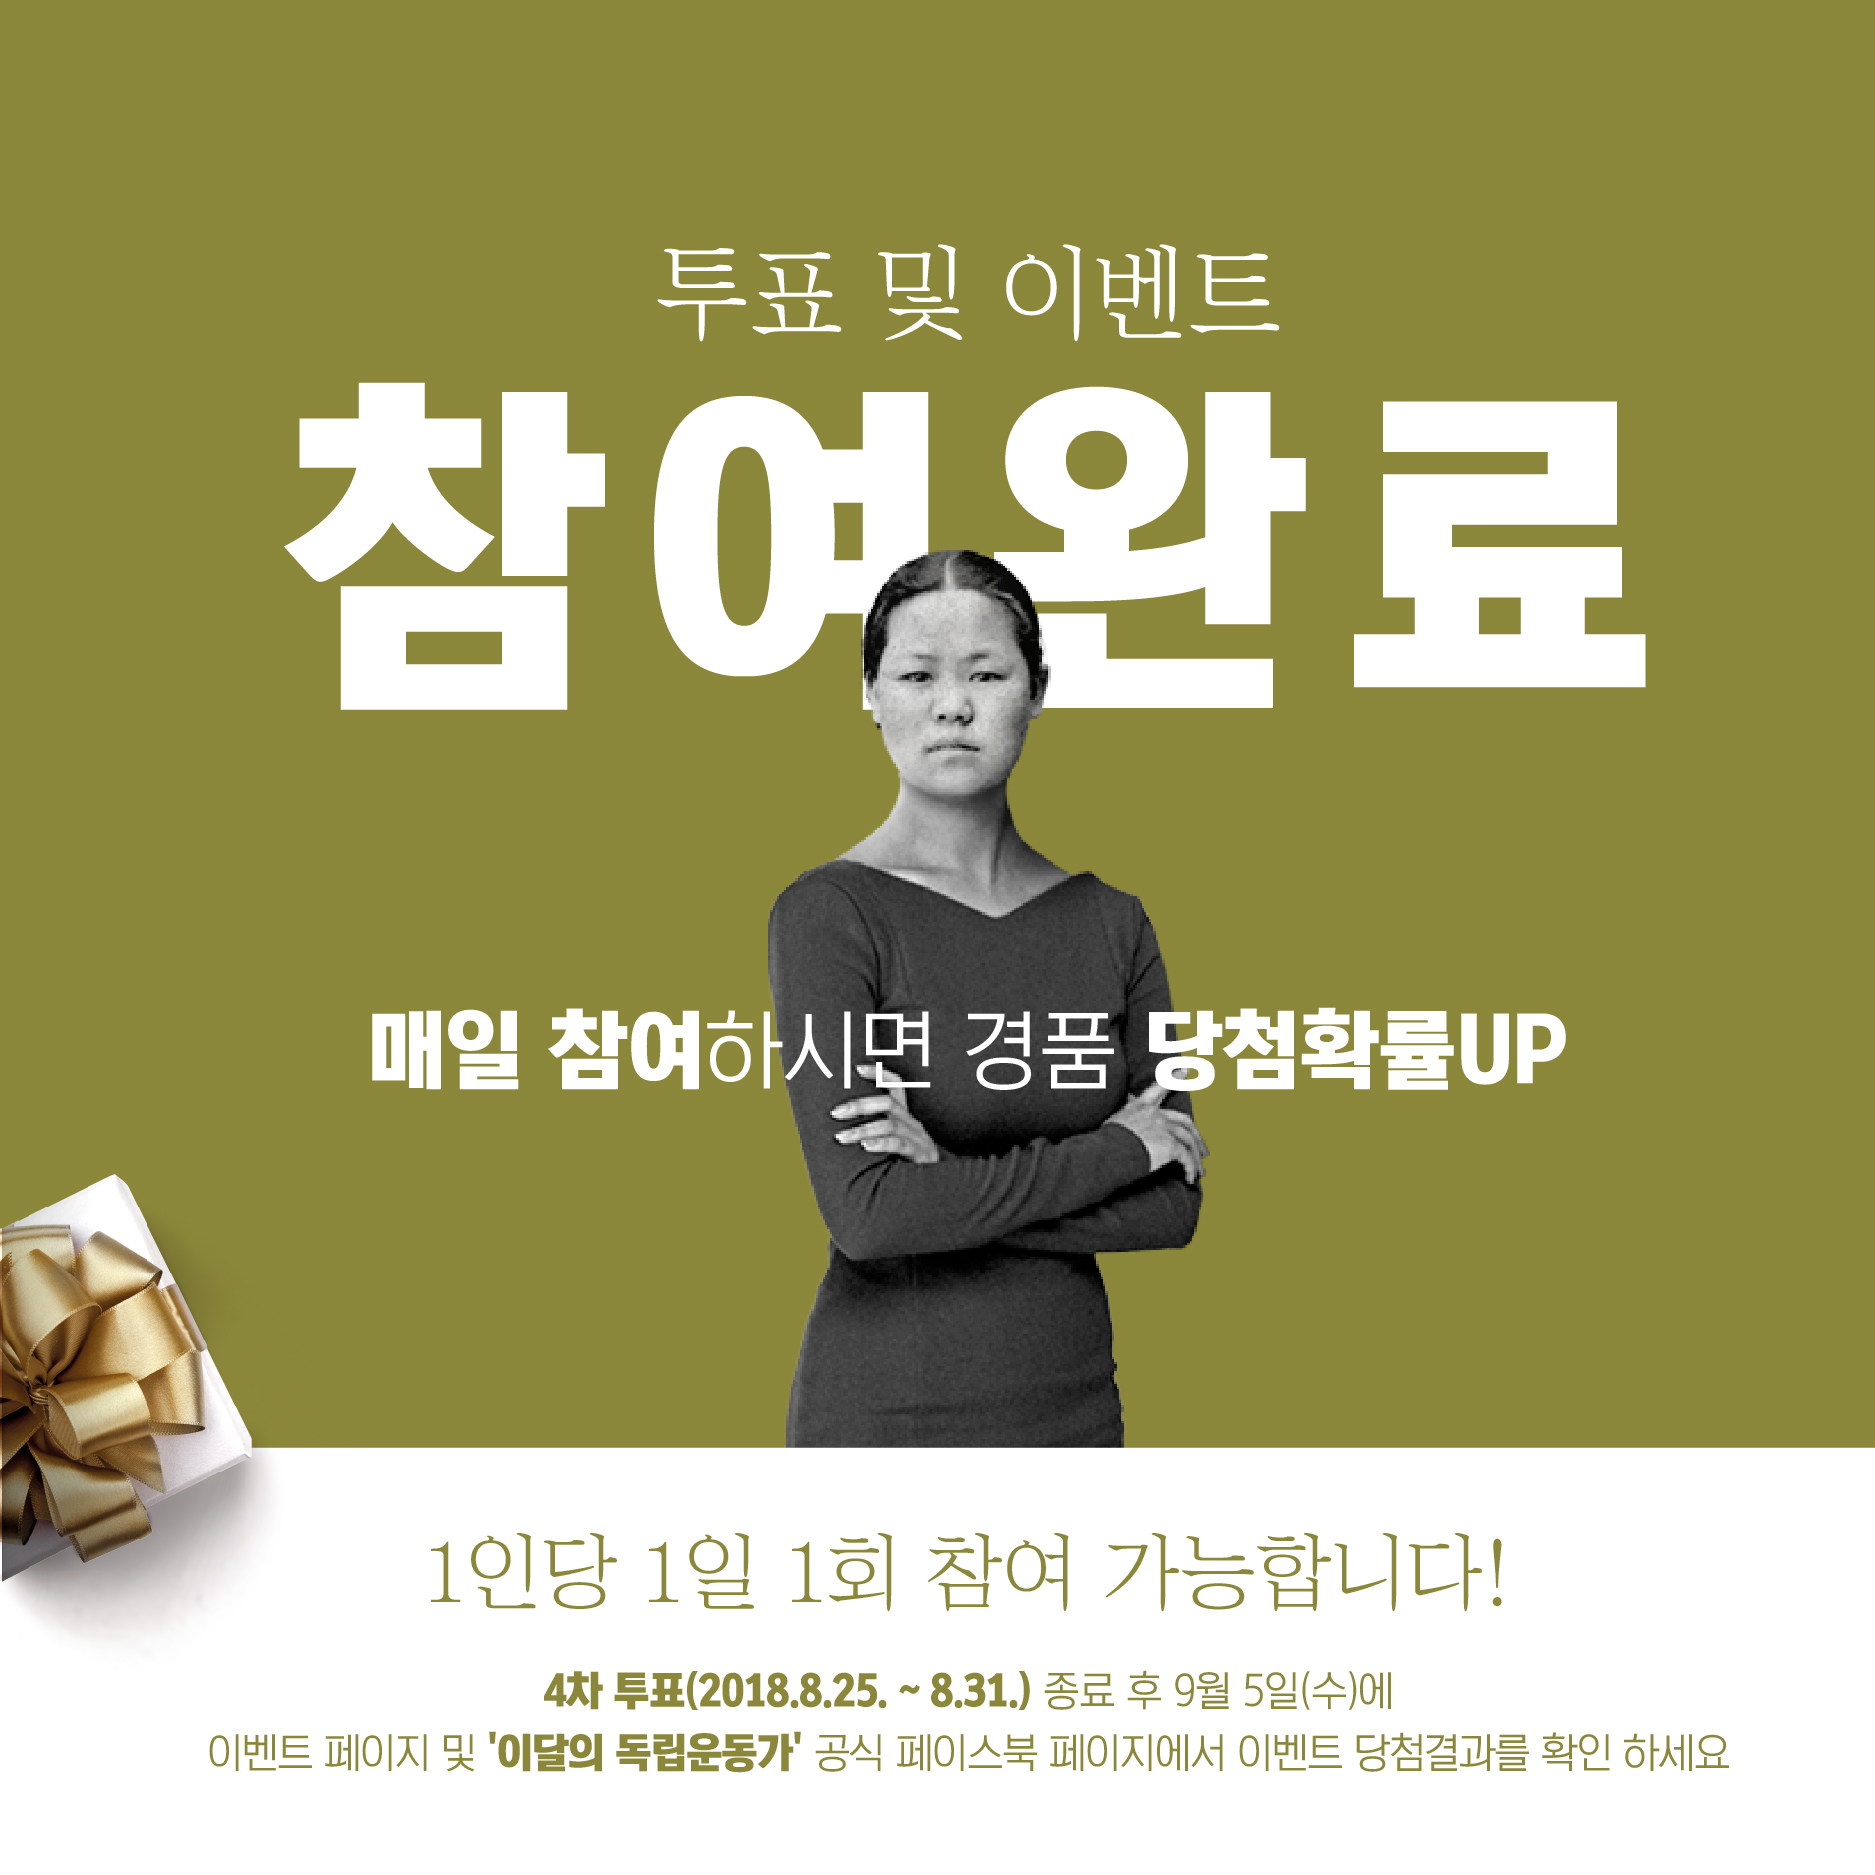 투표 및 이벤트
참여완료
매일 참여하시면 경품 당첨확률UP
1인당 1일 1회 참여 가능합니다!
4차 투표(2018.8.25. ~ 8.31.) 종료 후 9월 5일(수)에
이벤트 페이지 및 '이달의 독립운동가' 공식 페이스북 페이지에서 이벤트 당첨결과를 확인 하세요